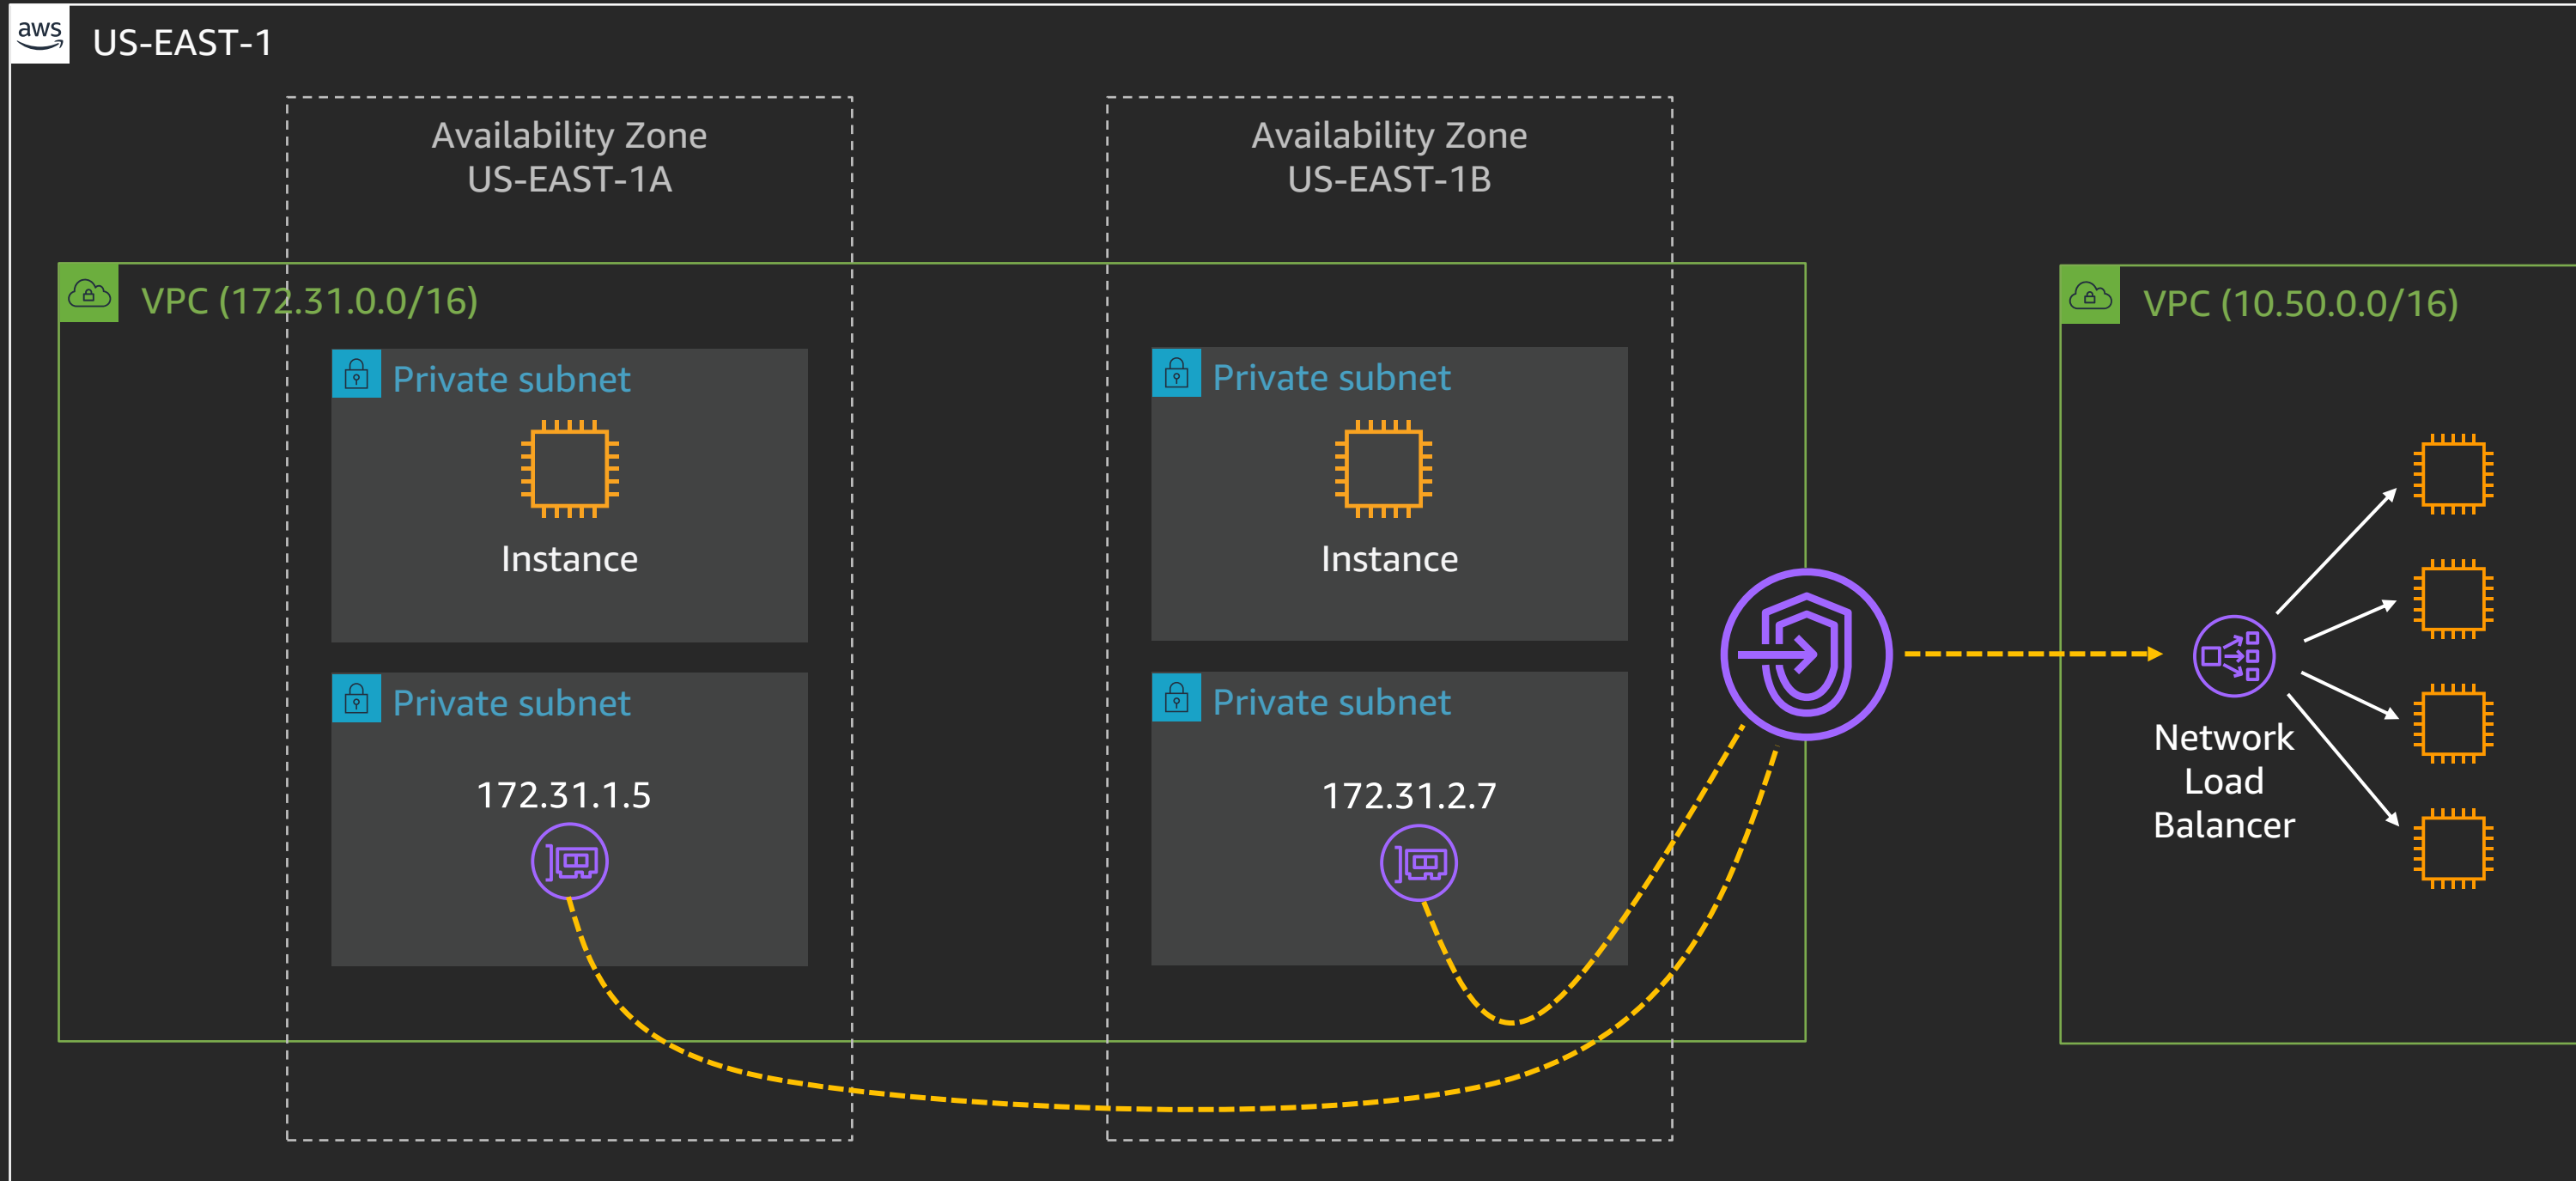 aws
US-EAST-1
Availability Zone
US-EAST-1A
Availability Zone
US-EAST-1B
VPC (172.31.0.0/16)
VPC (10.50.0.0/16)
Private subnet
Private subnet
Instance
Instance
Private subnet
Private subnet
172.31.1.5
172.31.2.7
Network
Load
Balancer